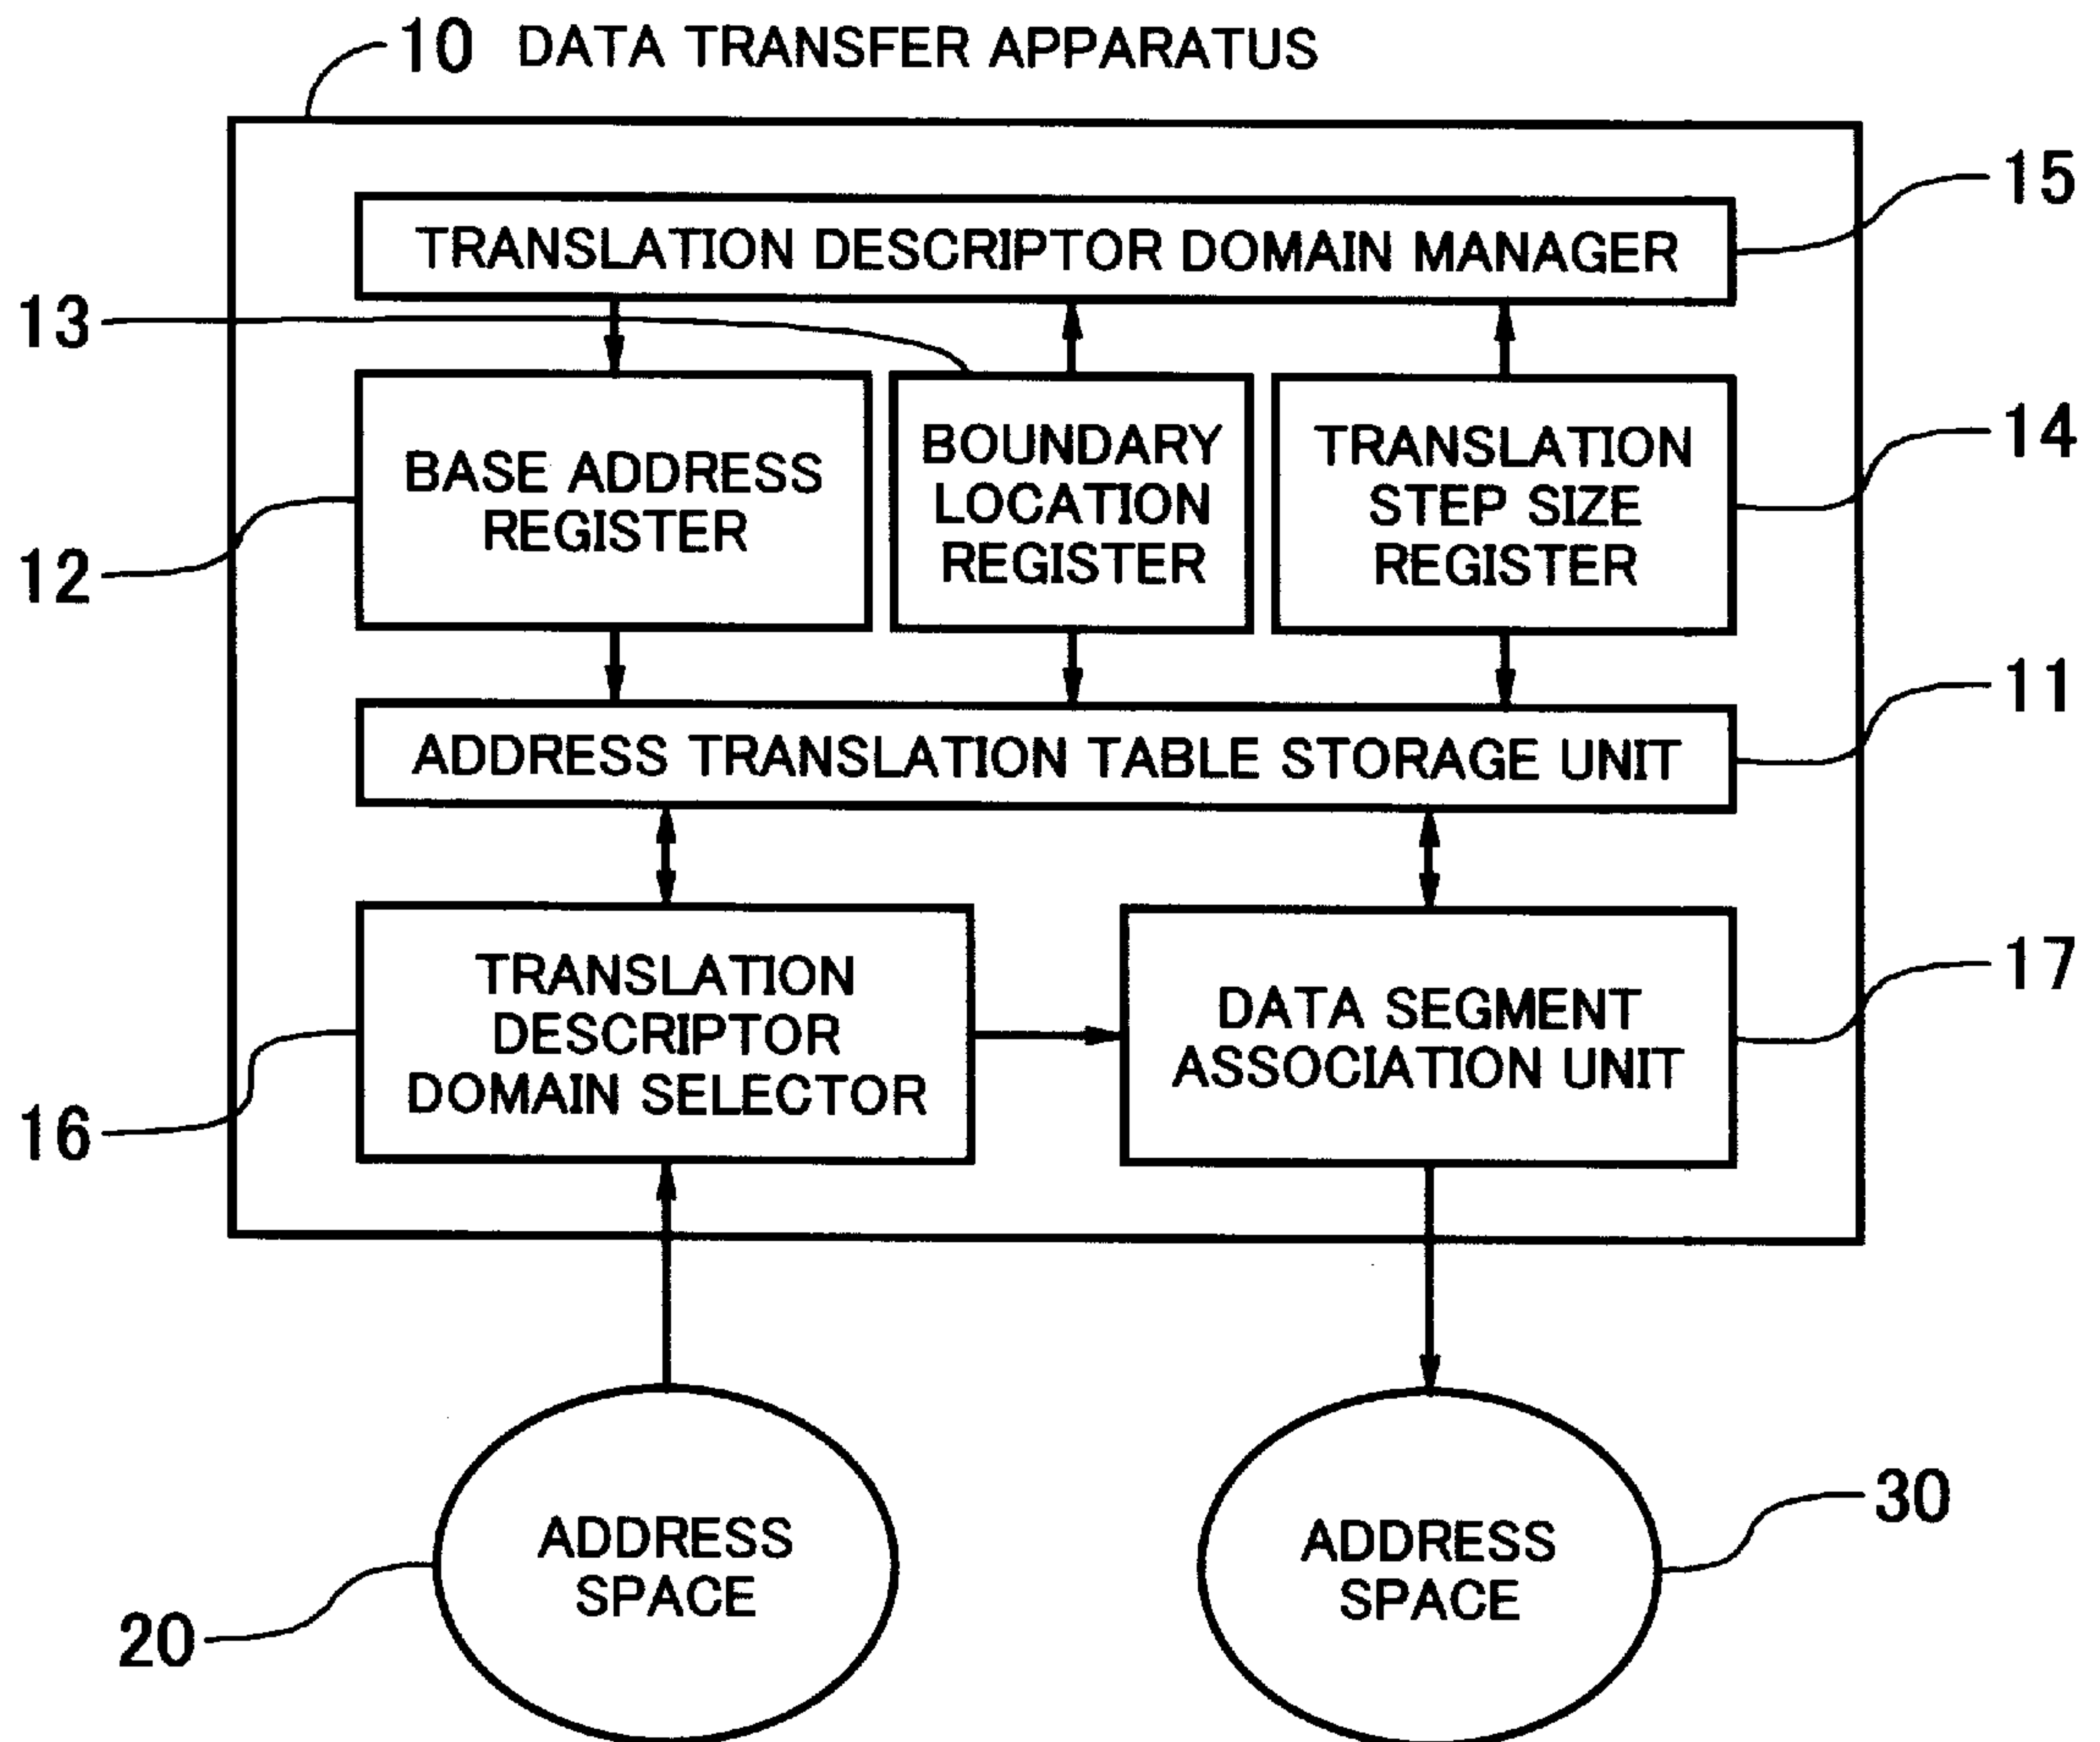 10 DATA TRANSFER APPARATUS
15
TRANSLATION DESCRIPTOR DOMAIN MANAGER
13
BASE ADDRESS
REGISTER
12
BOUNDARY
LOCATION
REGISTER
TRANSLATION
STEP SIZE
REGISTER
14
11
ADDRESS TRANSLATION TABLE STORAGE UNIT
TRANSLATION
DESCRIPTOR
DOMAIN SELECTOR
16
DATA SEGMENT
ASSOCIATION UNIT
17
ADDRESS
SPACE
20
ADDRESS
SPACE
30